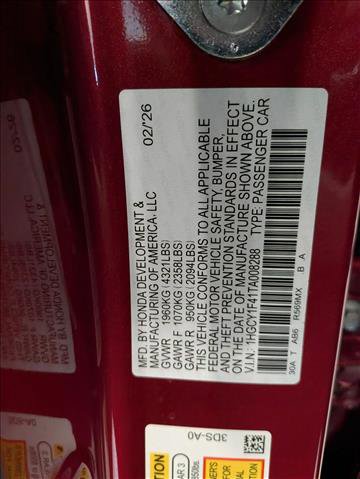 MFD. BY HONDA DEVELOPMENT &
MANUFACTURING OF AMERICA, LLC
02/'26
GVWR 1960KG (4321LBS)
GAWR F 1070KG (2358LBS)
GAWR R 950KG (2094LBS)
THIS VEHICLE CONFORMS TO ALL APPLICABLE
FEDERAL MOTOR VEHICLE SAFETY, BUMPER,
AND THEFT PREVENTION STANDARDS IN EFFECT
ON THE DATE OF MANUFACTURE SHOWN ABOVE.
V.I.N.: 1HGCY1F41TA008288 TYPE: PASSENGER CAR
30A T AB6 R569MX B A
3DS-A0